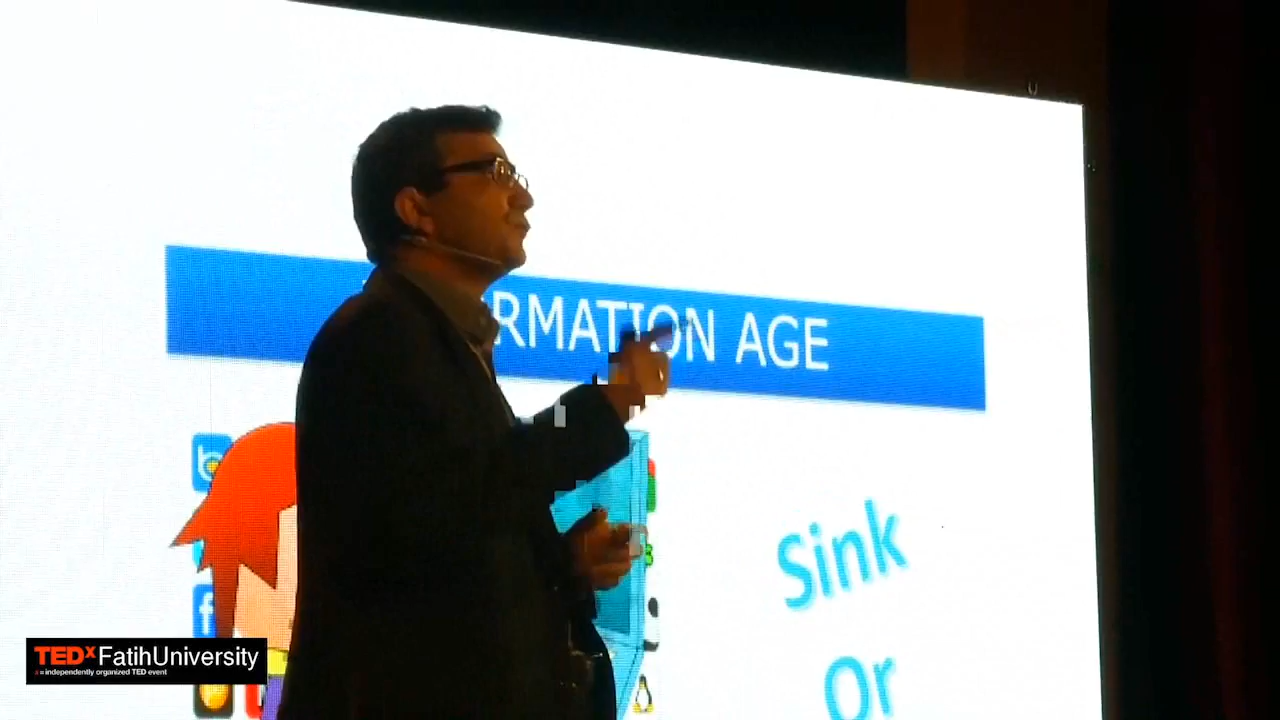 RMATION AGE
Sink
Or
TEDxFatihUniversity
x = independently organized TED event